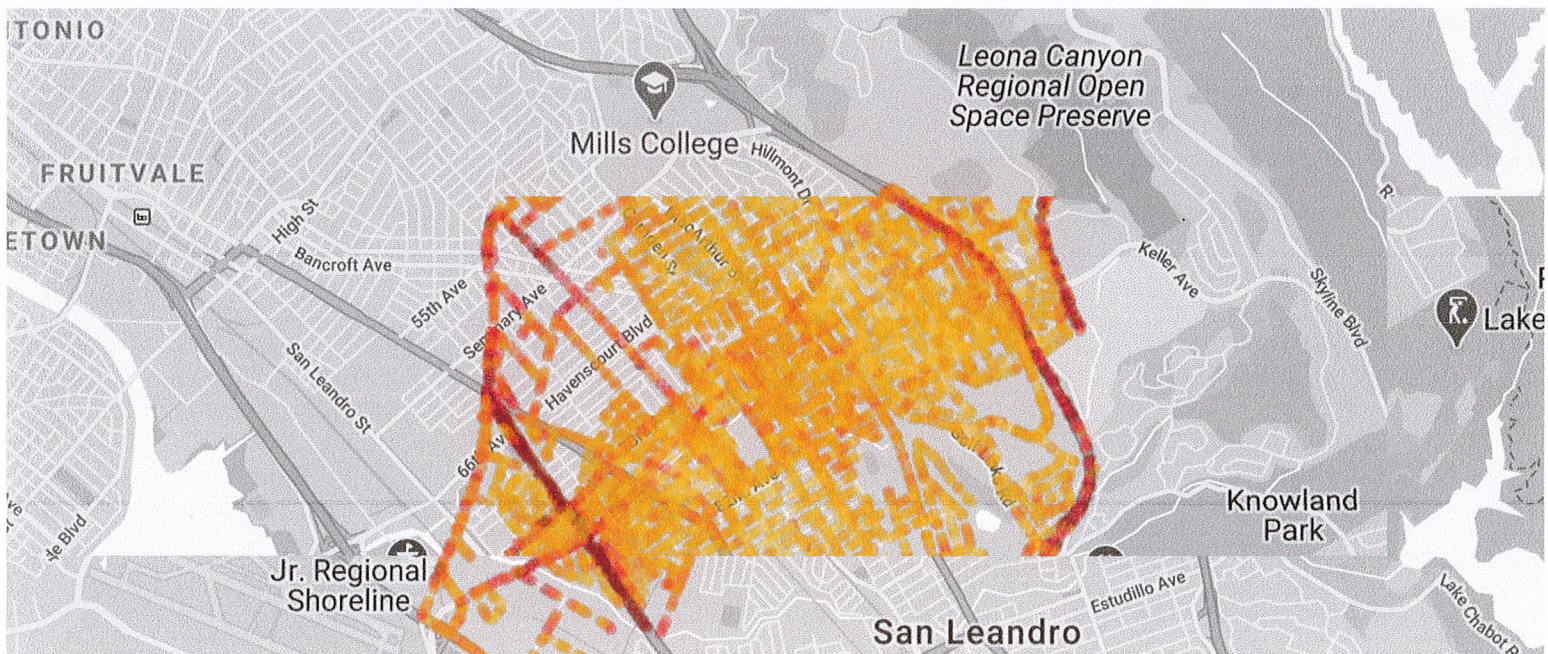 TONIO
Leona Canyon
Regional Open
Space Preserve
Mills College
Hillmont Dr
FRUITVALE
High St
ETOWN
Bancroft Ave
Keller Ave
Skyline Blvd
R
55th Ave
Seminary Ave
Lake
San Leandro St
Havenscourt Blvd
66th Av
Knowland
Park
Jr. Regional
Shoreline
Estudillo Ave
San Leandro
Lake Chabot R